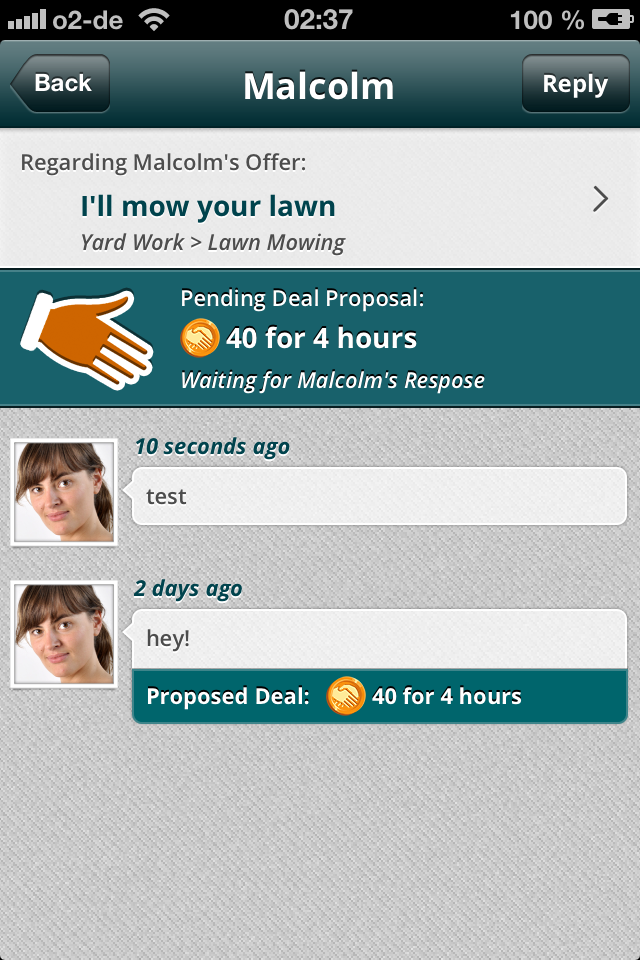 o2-de 02:37 100 %
Back Malcolm Reply
Regarding Malcolm's Offer:
I'll mow your lawn
Yard Work > Lawn Mowing
Pending Deal Proposal:
40 for 4 hours
Waiting for Malcolm's Respose
10 seconds ago
test
2 days ago
hey!
Proposed Deal: 40 for 4 hours